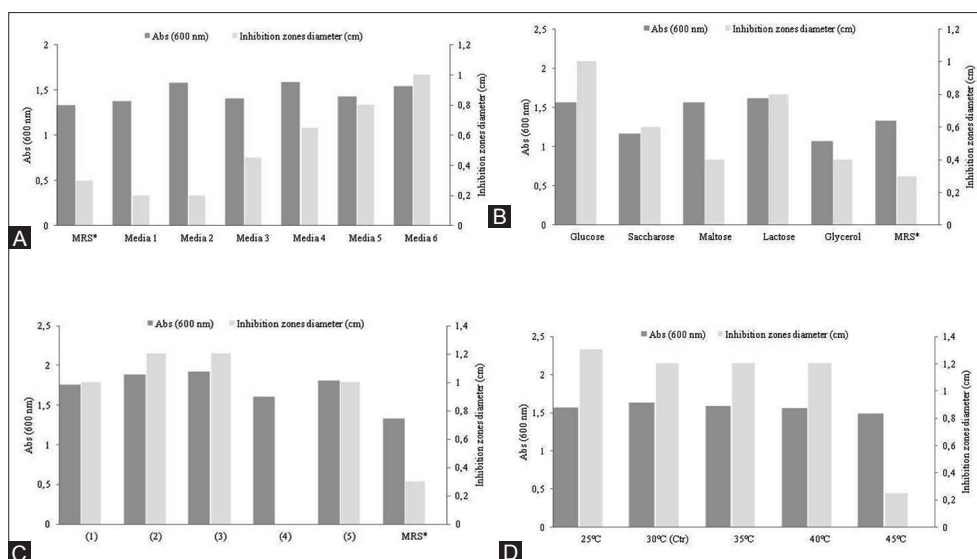 Abs (600 nm) Inhibition zones diameter (cm)
2
1,5
1
0,5
0
1,2
1
0,8
0,6
0,4
0,2
0
Abs (600 nm)
Inhibition zones diameter (cm)
MRS* Media 1 Media 2 Media 3 Media 4 Media 5 Media 6
A
Abs (600 nm) Inhibition zones diameter (cm)
2,5
2
1,5
1
0,5
0
1,2
1
0,8
0,6
0,4
0,2
0
Abs (600 nm)
Inhibition zones diameter (cm)
Glucose Saccharose Maltose Lactose Glycerol MRS*
B
Abs (600 nm) Inhibition zones diameter (cm)
2,5
2
1,5
1
0,5
0
1,4
1,2
1
0,8
0,6
0,4
0,2
0
Abs (600 nm)
Inhibition zones diameter (cm)
(1) (2) (3) (4) (5) MRS*
C
Abs (600 nm) Inhibition zones diameter (cm)
2,5
2
1,5
1
0,5
0
1,4
1,2
1
0,8
0,6
0,4
0,2
0
Abs (600 nm)
Inhibition zones diameter (cm)
25ºC 30ºC (Ctr) 35ºC 40ºC 45ºC
D